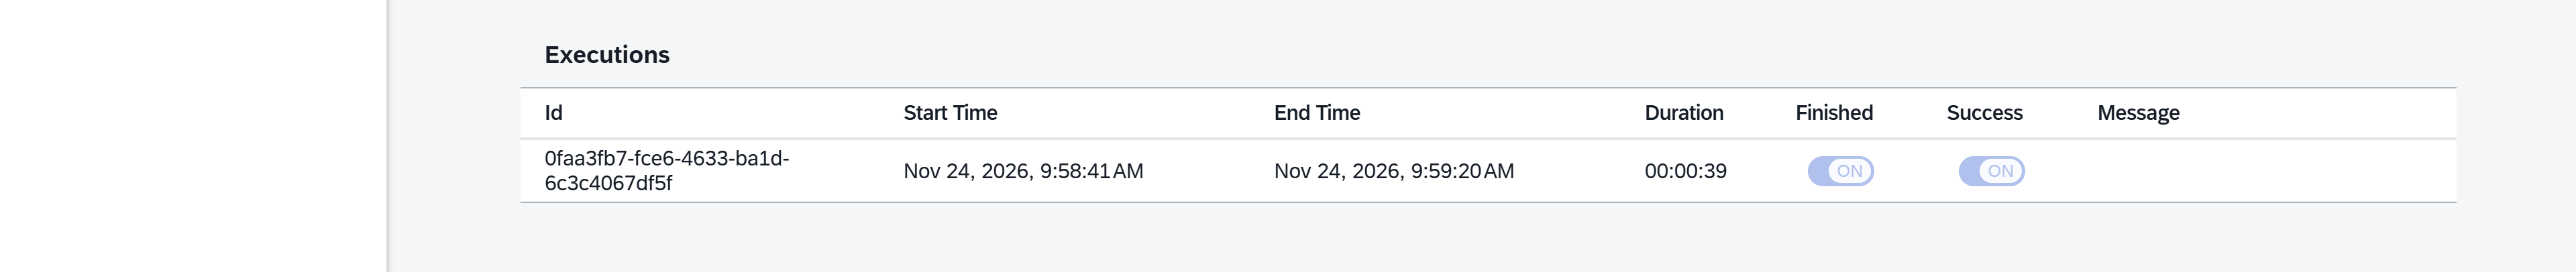 Executions
Id Start Time End Time Duration Finished Success Message
0faa3fb7-fce6-4633-ba1d-
6c3c4067df5f
Nov 24, 2026, 9:58:41 AM Nov 24, 2026, 9:59:20 AM 00:00:39 ON ON